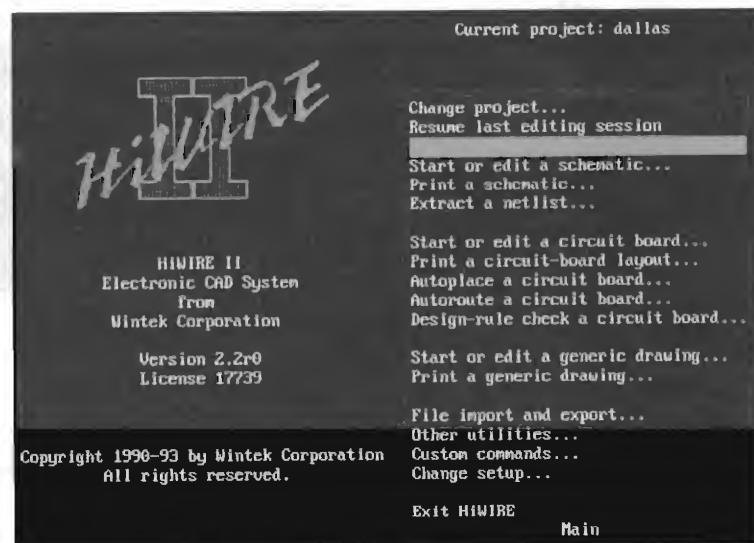 HiWIRE
II
HiWIRE II
Electronic CAD System
from
Wintek Corporation
Version 2.2r0
License 17739
Copyright 1990-93 by Wintek Corporation
All rights reserved.
Current project: dallas
Change project...
Resume last editing session
Start or edit a schematic...
Print a schematic...
Extract a netlist...
Start or edit a circuit board...
Print a circuit-board layout...
Autoplace a circuit board...
Autoroute a circuit board...
Design-rule check a circuit board...
Start or edit a generic drawing...
Print a generic drawing...
File import and export...
Other utilities...
Custom commands...
Change setup...
Exit HiWIRE
Main